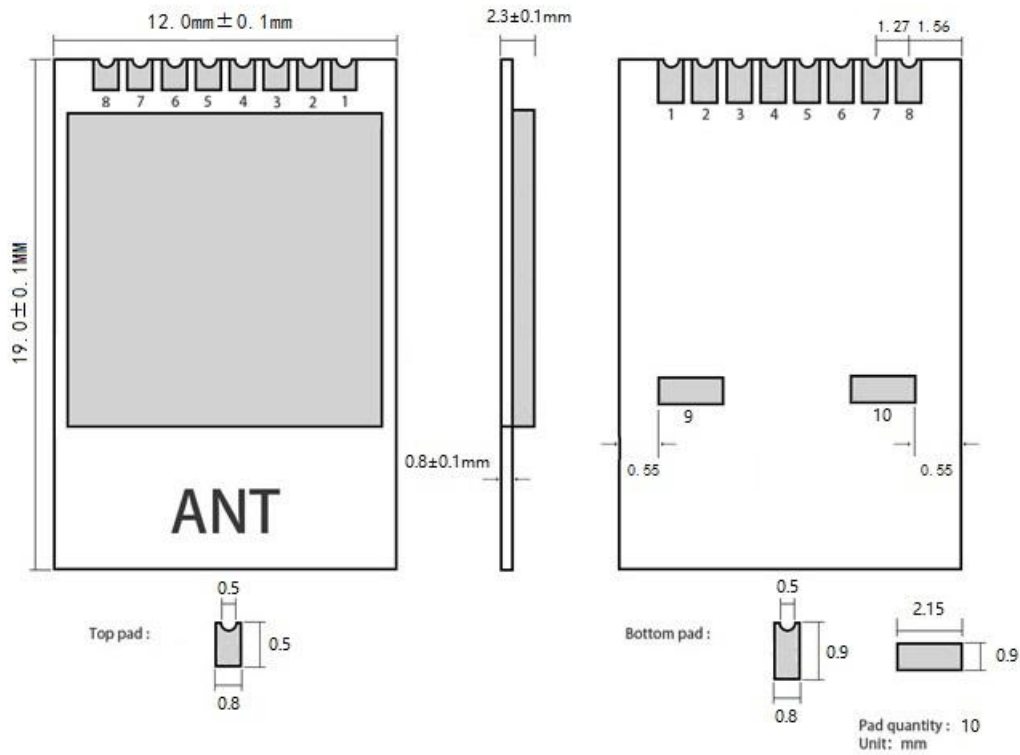 12.0mm±0.1mm
2.3±0.1mm
1.27 1.56
8 7 6 5 4 3 2 1
1 2 3 4 5 6 7 8
19.0±0.1MM
9
10
0.8±0.1mm
0.55
0.55
ANT
0.5
Top pad :
0.5
0.8
0.5
Bottom pad :
0.9
0.8
2.15
0.9
Pad quantity : 10
Unit: mm